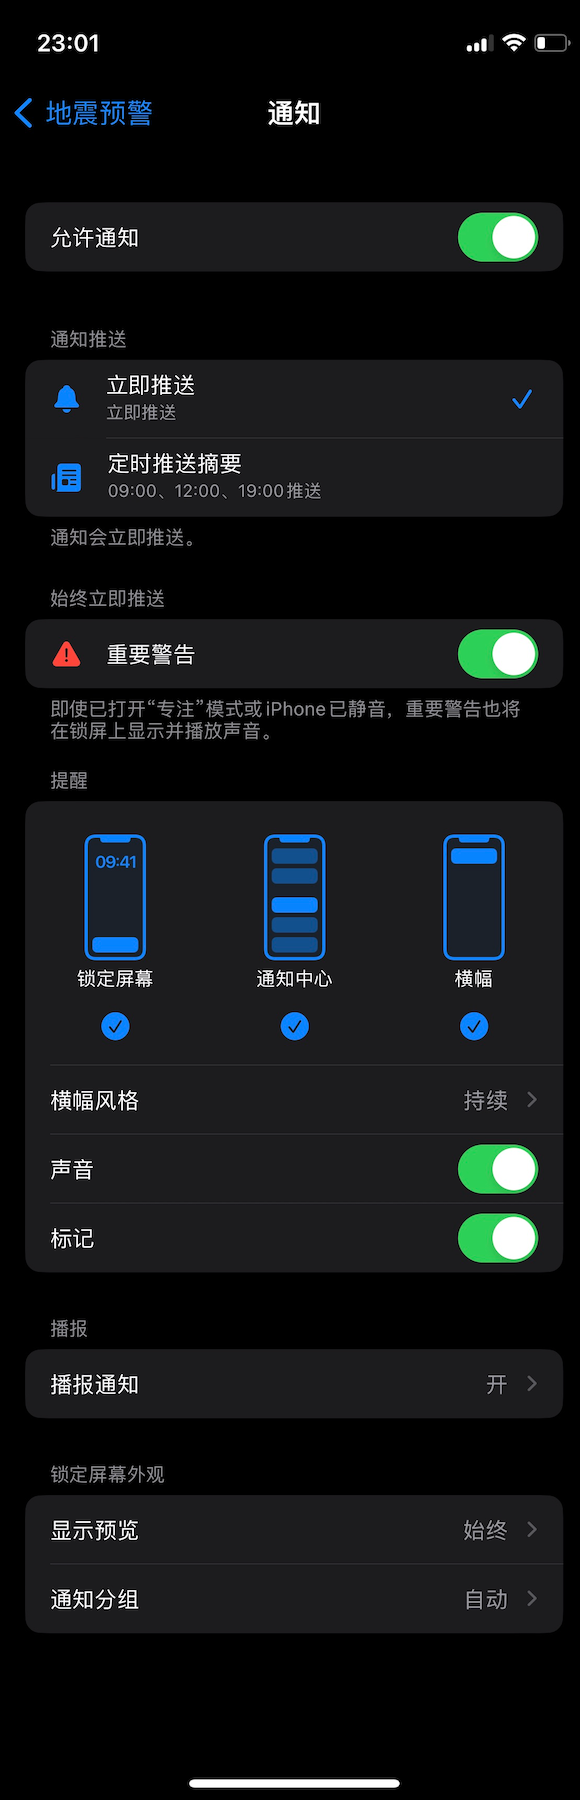 23:01
地震预警
通知
允许通知
通知推送
立即推送
立即推送
定时推送摘要
09:00、12:00、19:00推送
通知会立即推送。
始终立即推送
重要警告
即使已打开“专注”模式或 iPhone 已静音，重要警告也将
在锁屏上显示并播放声音。
提醒
09:41
锁定屏幕
通知中心
横幅
横幅风格
持续
声音
标记
播报
播报通知
开
锁定屏幕外观
显示预览
始终
通知分组
自动